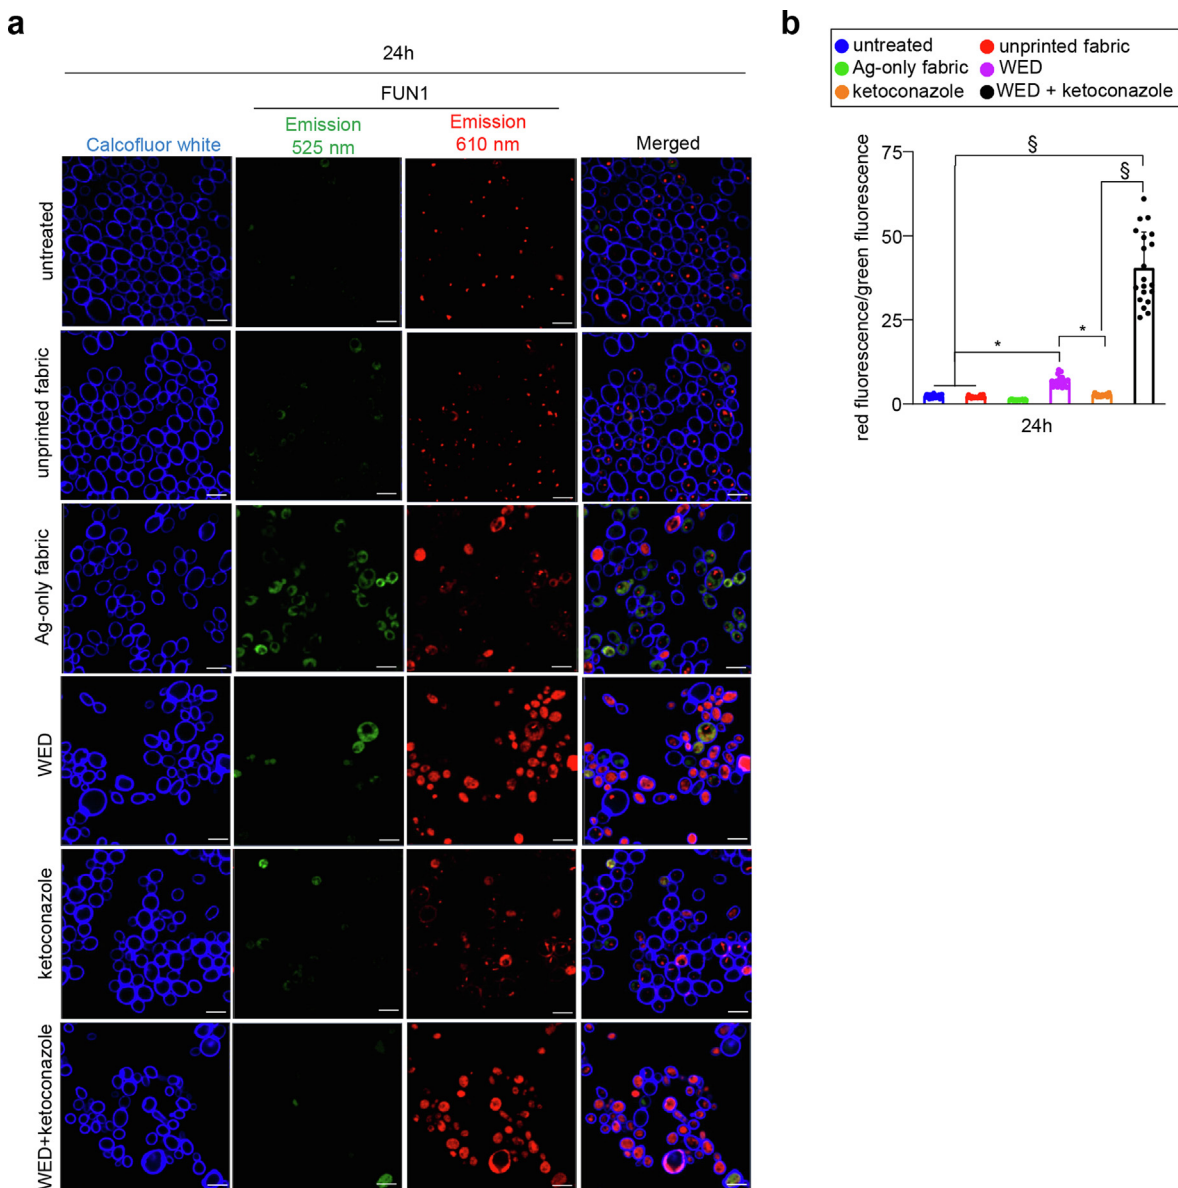 a
24h
FUN1
Calcofluor white
Emission
525 nm
Emission
610 nm
Merged
untreated
unprinted fabric
Ag-only fabric
WED
ketoconazole
WED+ketoconazole
b
untreated
unprinted fabric
Ag-only fabric
WED
ketoconazole
WED + ketoconazole
red fluorescence/green fluorescence
75
50
25
0
§
§
*
*
24h